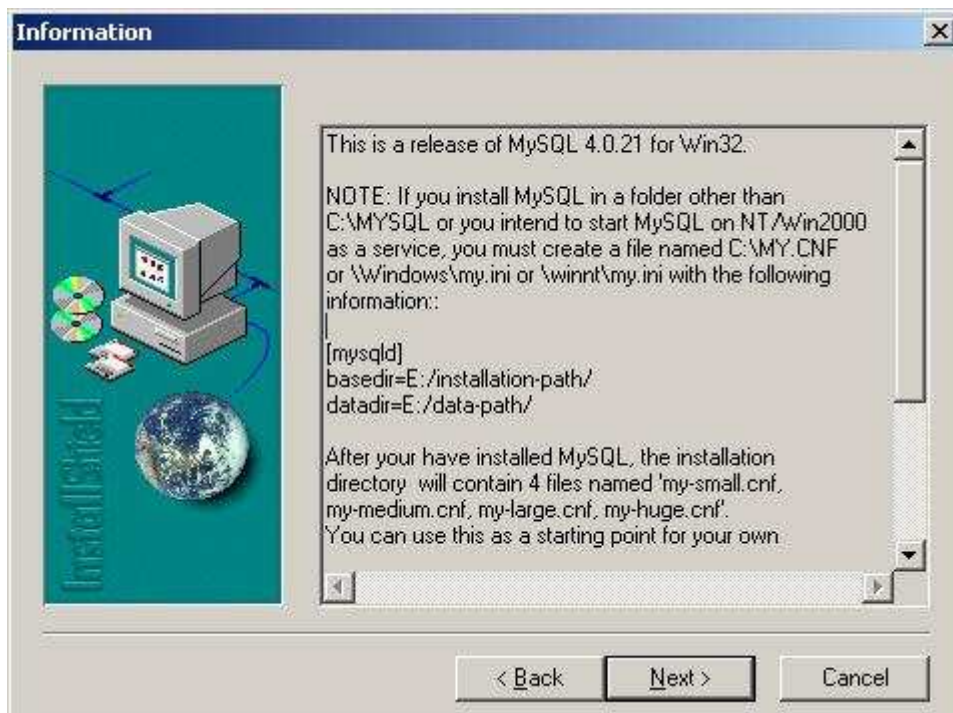 Information
This is a release of MySQL 4.0.21 for Win32.
NOTE: If you install MySQL in a folder other than
C:\MYSQL or you intend to start MySQL on NT/Win2000
as a service, you must create a file named C:\MY.CNF
or \Windows\my.ini or \winnt\my.ini with the following
information::
[mysqld]
basedir=E:/installation-path/
datadir=E:/data-path/
After your have installed MySQL, the installation
directory will contain 4 files named 'my-small.cnf,
my-medium.cnf, my-large.cnf, my-huge.cnf'.
You can use this as a starting point for your own
InstallShield
< Back
Next >
Cancel